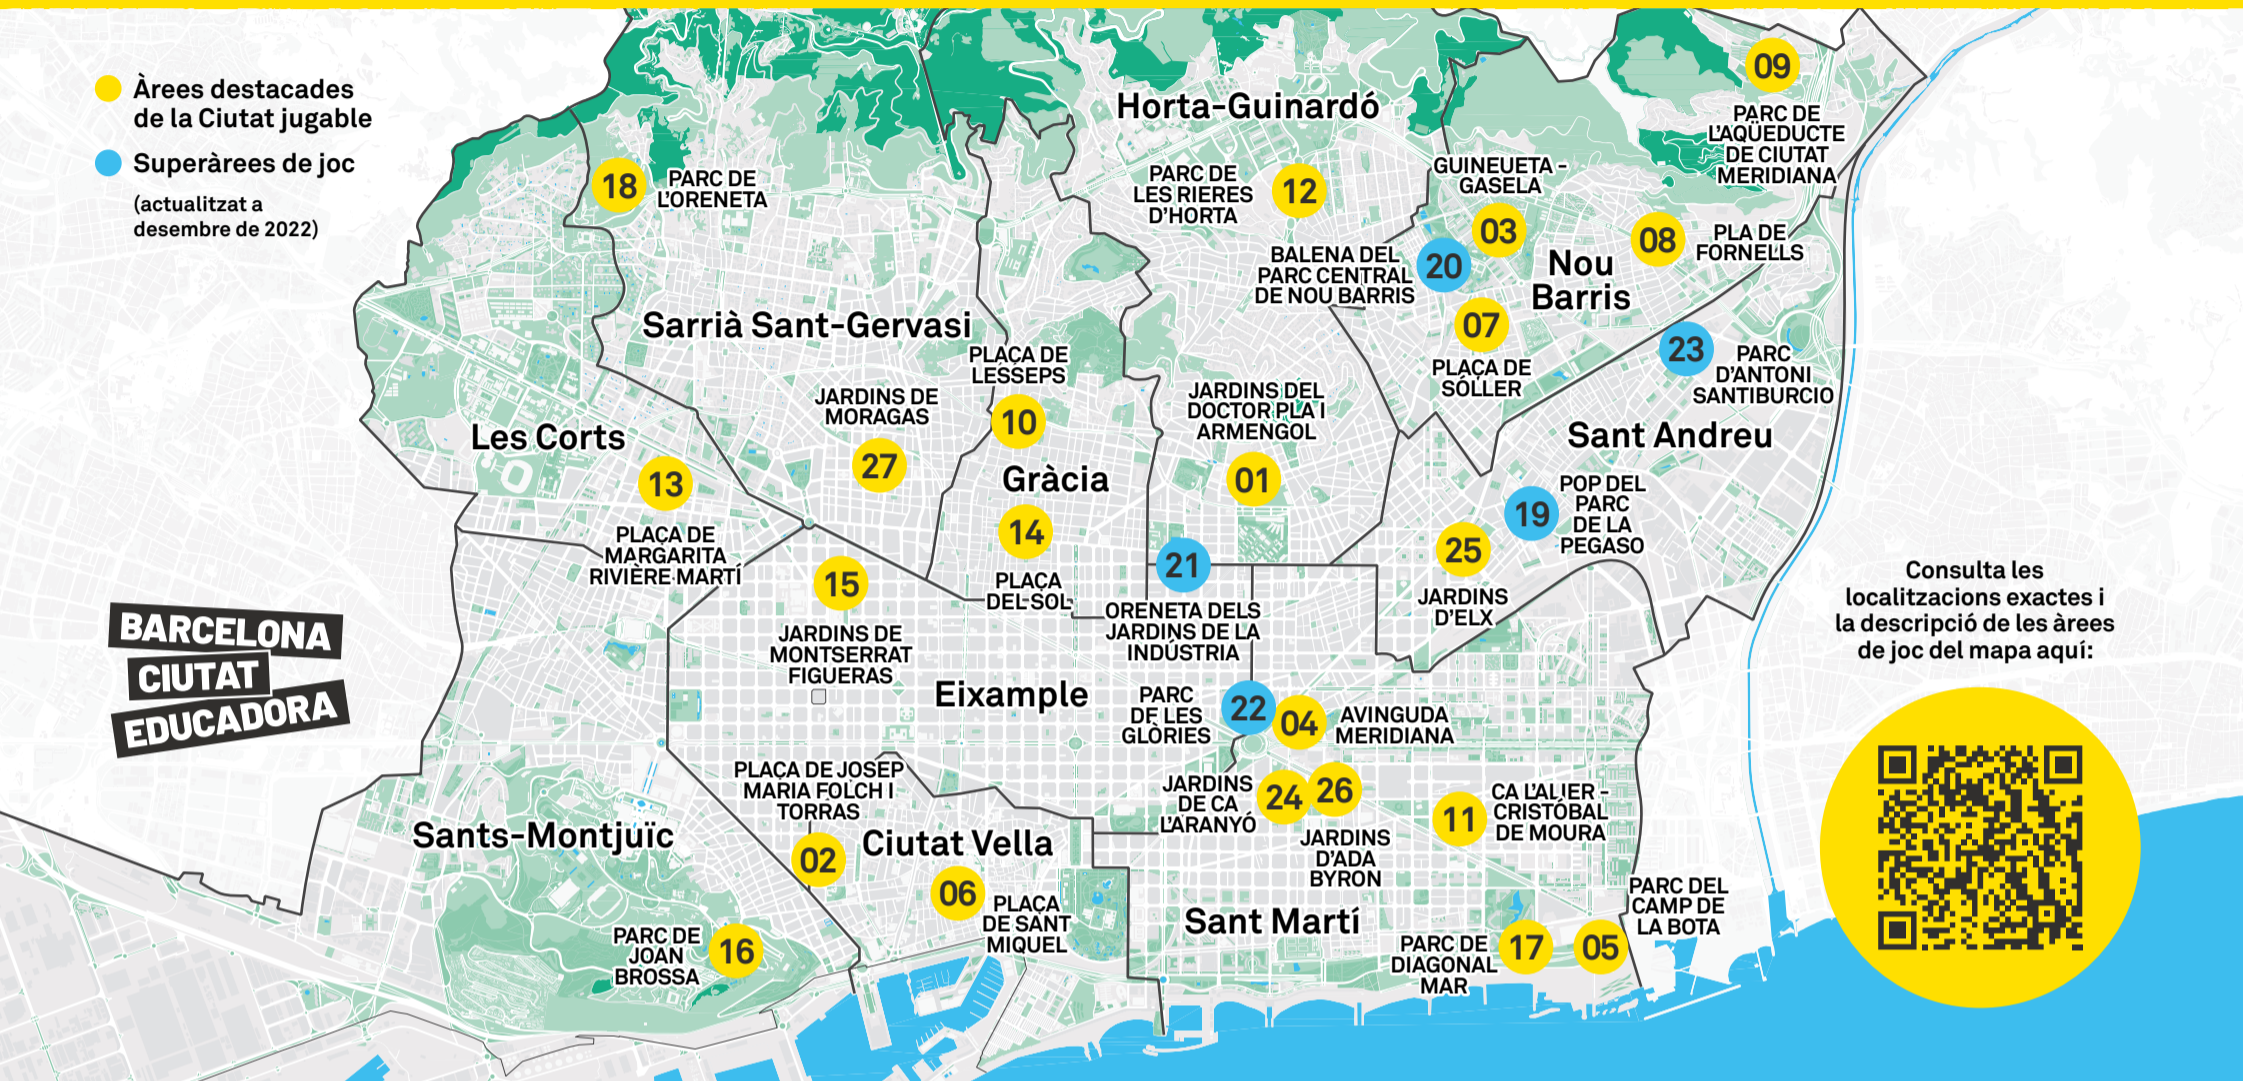 Àrees destacades
de la Ciutat jugable
Superàrees de joc
(actualitzat a
desembre de 2022)
BARCELONA
CIUTAT
EDUCADORA
18
PARC DE
L'ORENETA
Sarrià Sant-Gervasi
JARDINS DE
MORAGAS
27
Les Corts
13
PLAÇA DE
MARGARITA
RIVIÈRE MARTÍ
PLAÇA DE
LESSEPS
10
Gràcia
14
PLAÇA
DEL SOL
Horta-Guinardó
PARC DE
LES RIERES
D'HORTA
12
JARDINS DEL
DOCTOR PLA I
ARMENGOL
01
21
ORENETA DELS
JARDINS DE LA
INDÚSTRIA
GUINEUETA -
GASELA
03
BALENA DEL
PARC CENTRAL
DE NOU BARRIS
20
Nou
Barris
07
PLAÇA DE
SÓLLER
08
PLA DE
FORNELLS
09
PARC DE
L'AQÜEDUCTE
DE CIUTAT
MERIDIANA
23
PARC
D'ANTONI
SANTIBURCIO
Sant Andreu
19
POP DEL
PARC
DE LA
PEGASO
25
JARDINS
D'ELX
15
JARDINS DE
MONTSERRAT
FIGUERAS
Eixample
PARC
DE LES
GLÒRIES
22
04
AVINGUDA
MERIDIANA
JARDINS
DE CA
L'ARANYÓ
24
26
JARDINS
D'ADA
BYRON
11
CA L'ALIER -
CRISTÓBAL
DE MOURA
Sant Martí
PARC DE
DIAGONAL
MAR
17
05
PARC DEL
CAMP DE
LA BOTA
PLAÇA DE JOSEP
MARIA FOLCH I
TORRAS
02
Ciutat Vella
06
PLAÇA
DE SANT
MIQUEL
Sants-Montjuïc
PARC DE
JOAN
BROSSA
16
Consulta les
localitzacions exactes i
la descripció de les àrees
de joc del mapa aquí: